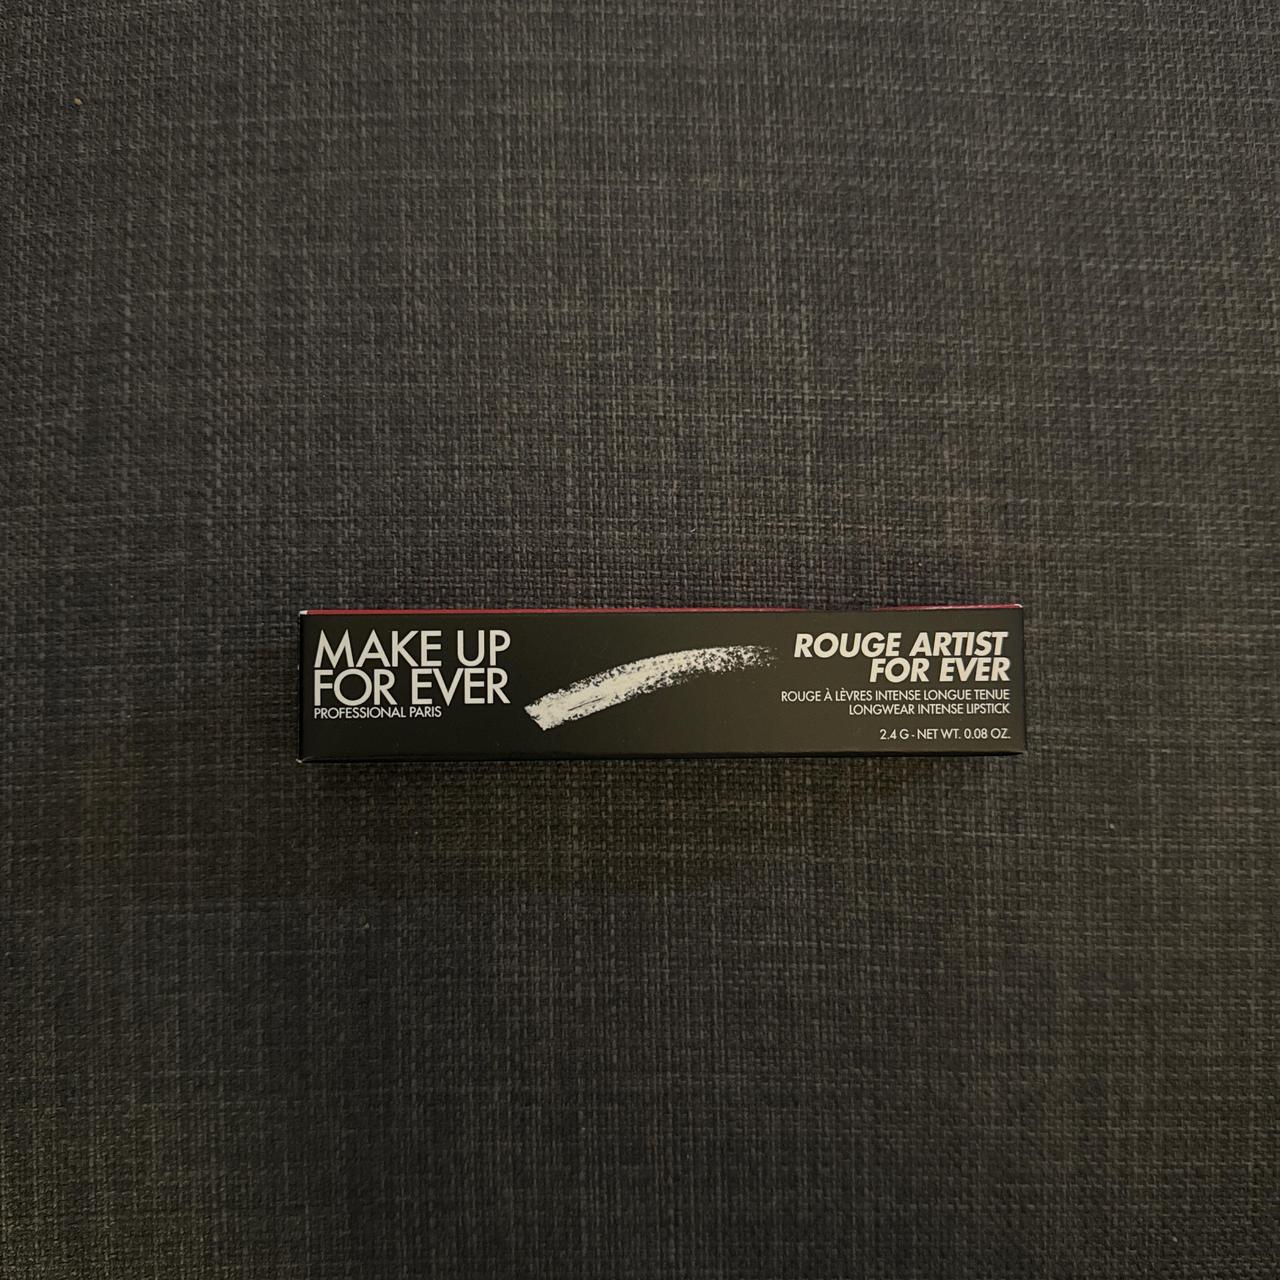 MAKE UP
FOR EVER
PROFESSIONAL PARIS
ROUGE ARTIST
FOR EVER
ROUGE À LÈVRES INTENSE LONGUE TENUE
LONGWEAR INTENSE LIPSTICK
2.4 G - NET WT. 0.08 OZ.